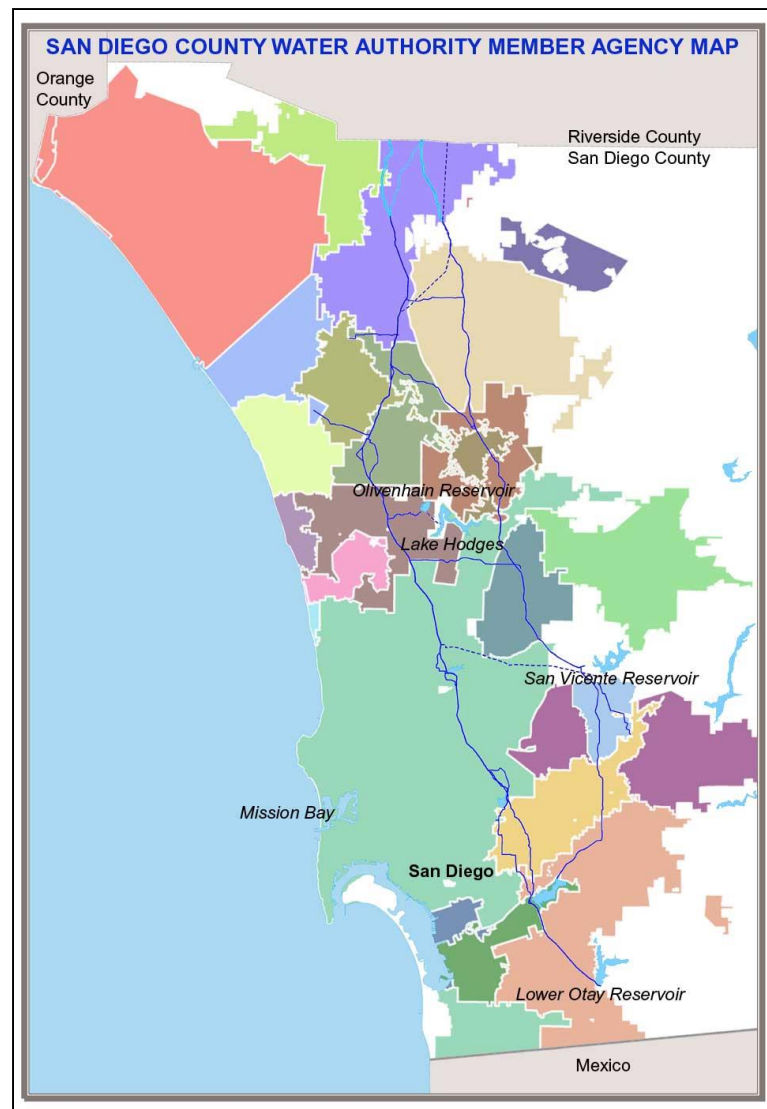 SAN DIEGO COUNTY WATER AUTHORITY MEMBER AGENCY MAP
Orange
County
Riverside County
San Diego County
Olivenhain Reservoir
Lake Hodges
San Vicente Reservoir
Mission Bay
San Diego
Lower Otay Reservoir
Mexico